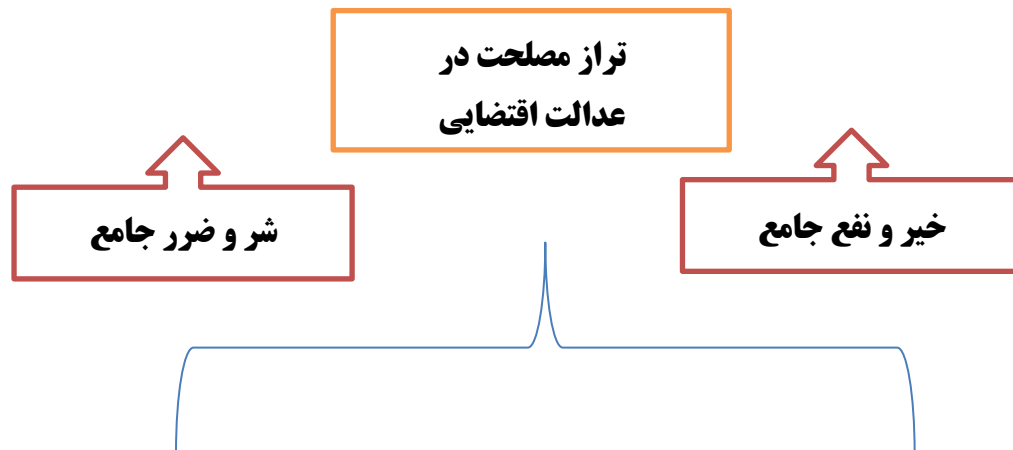 تراز مصلحت در
عدالت اقتضایی
خیر و نفع جامع
شر و ضرر جامع